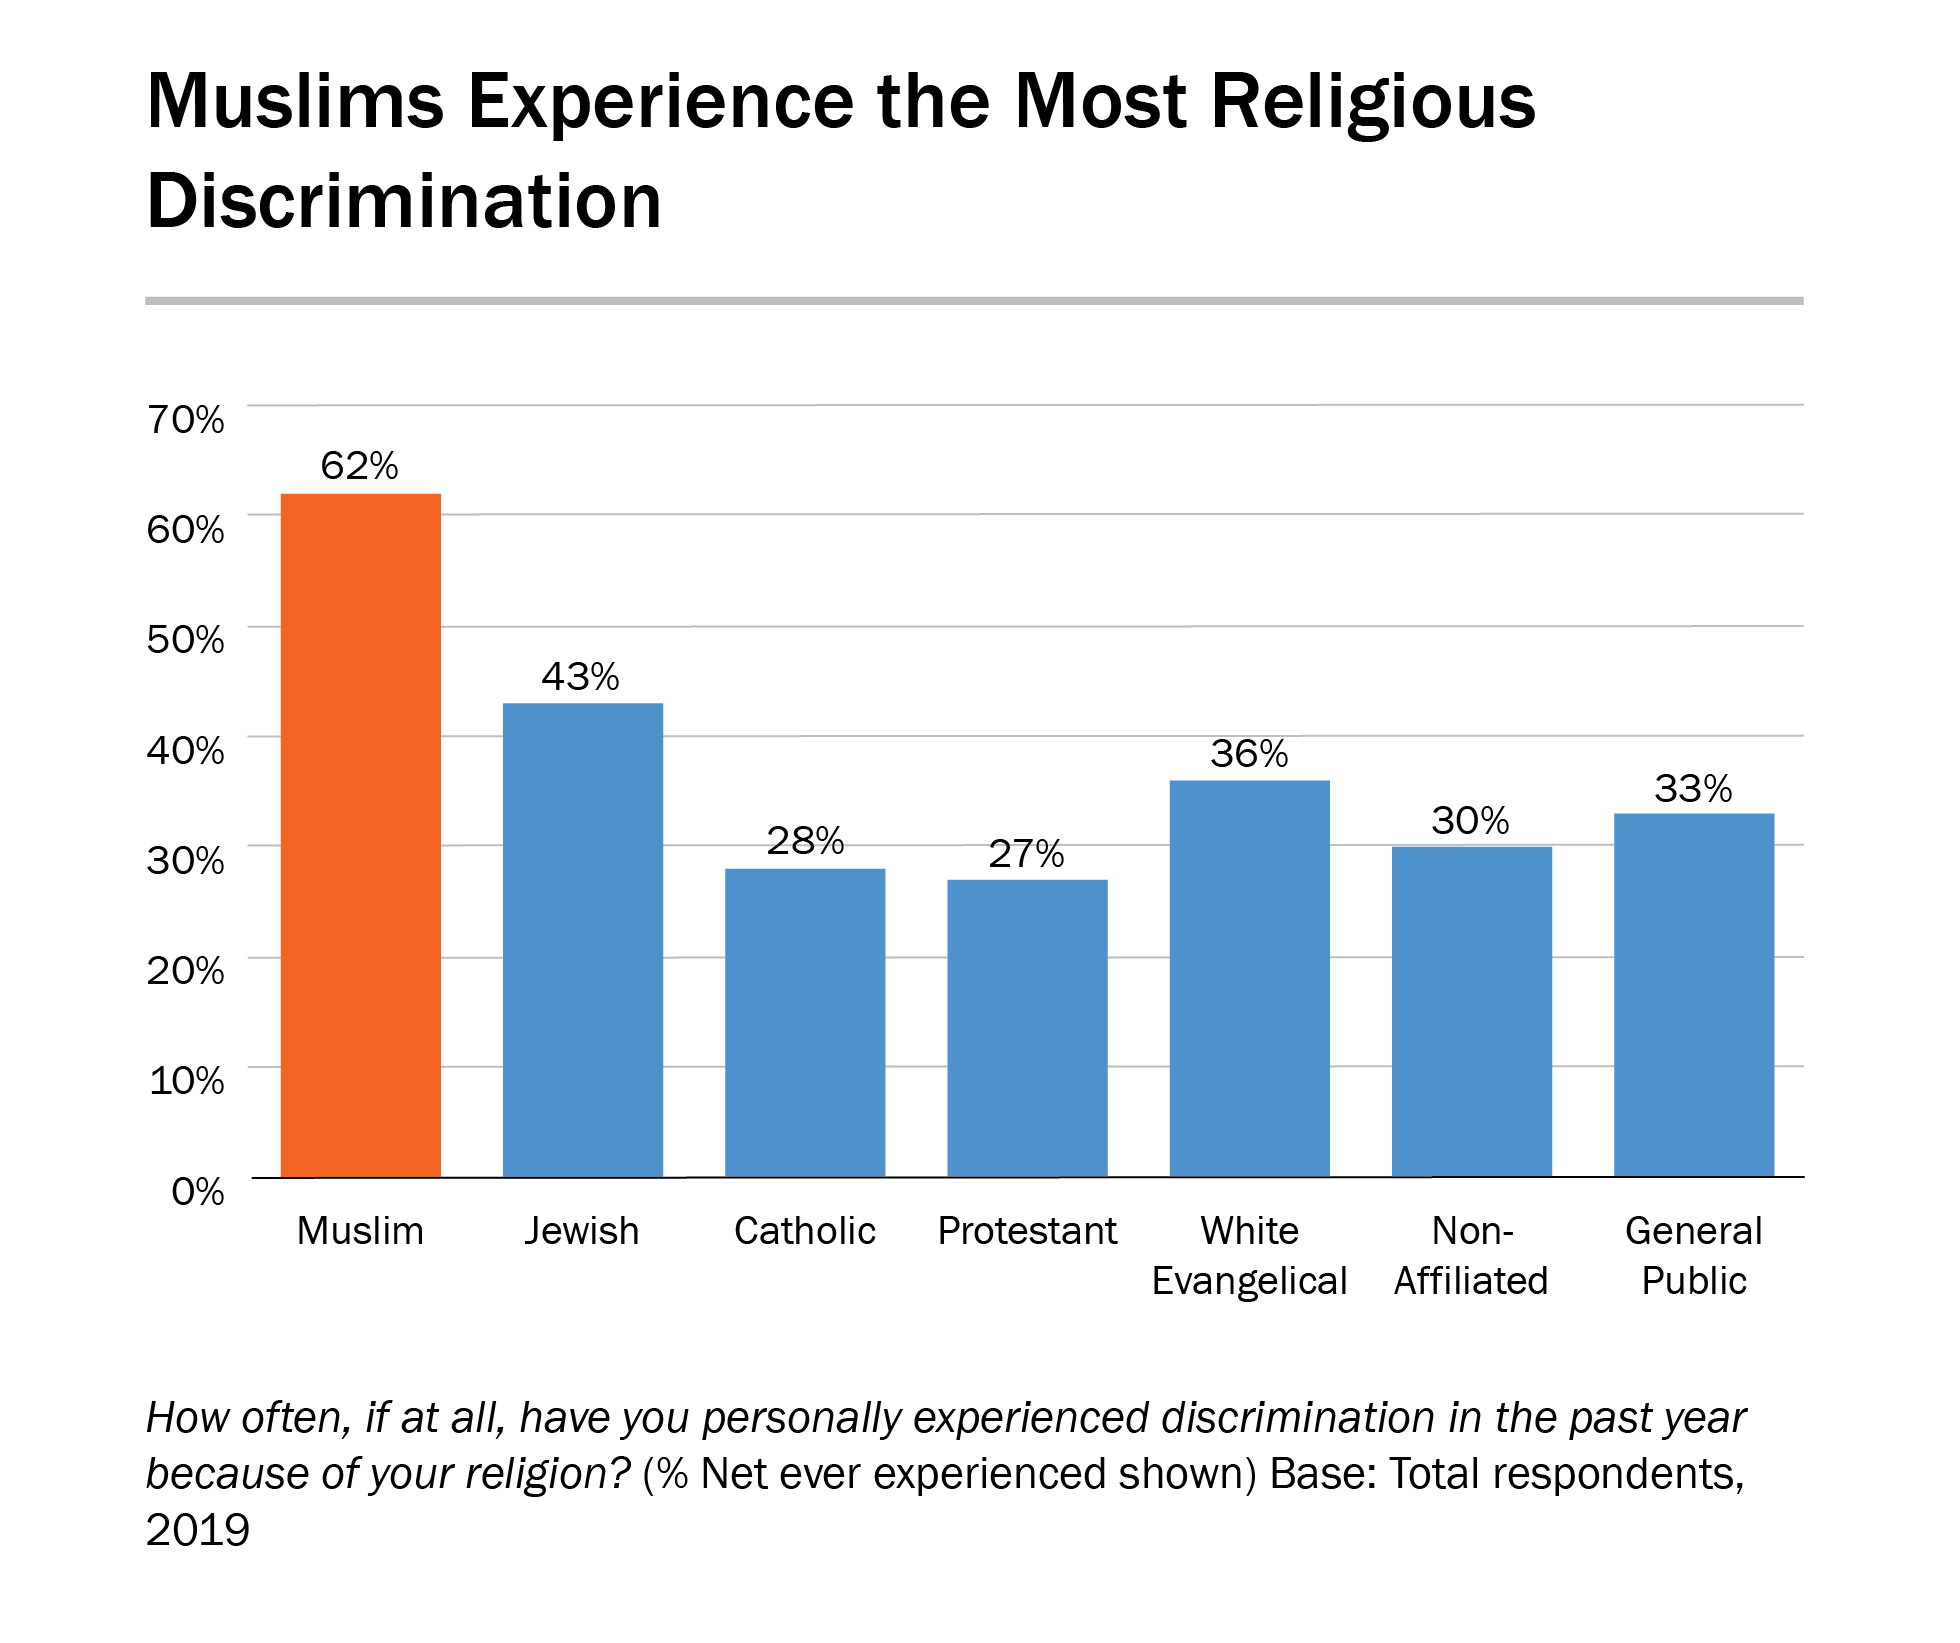 Muslims Experience the Most Religious
Discrimination
70%
60%
50%
40%
30%
20%
10%
0%
62%
43%
28%
27%
36%
30%
33%
Muslim
Jewish
Catholic
Protestant
White
Evangelical
Non-
Affiliated
General
Public
How often, if at all, have you personally experienced discrimination in the past year
because of your religion? (% Net ever experienced shown) Base: Total respondents,
2019